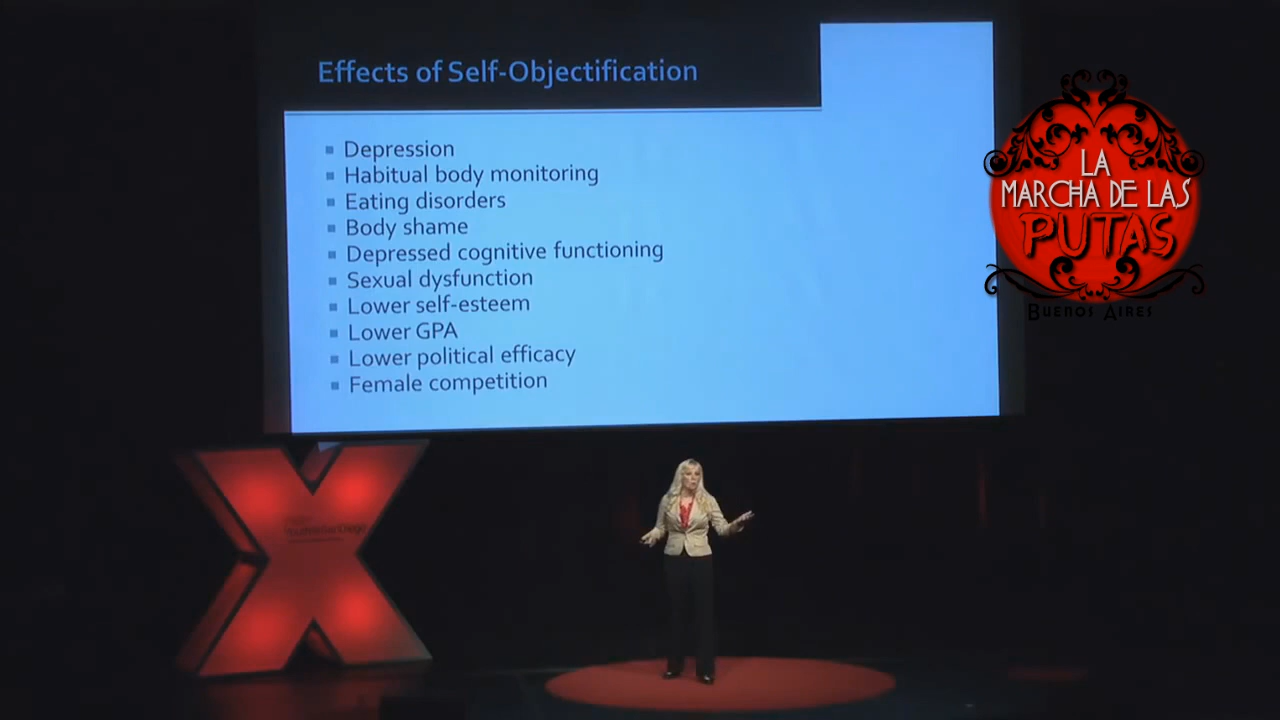 Effects of Self-Objectification
Depression
Habitual body monitoring
Eating disorders
Body shame
Depressed cognitive functioning
Sexual dysfunction
Lower self-esteem
Lower GPA
Lower political efficacy
Female competition
LA
MARCHA DE LAS
PUTAS
BUENOS AIRES